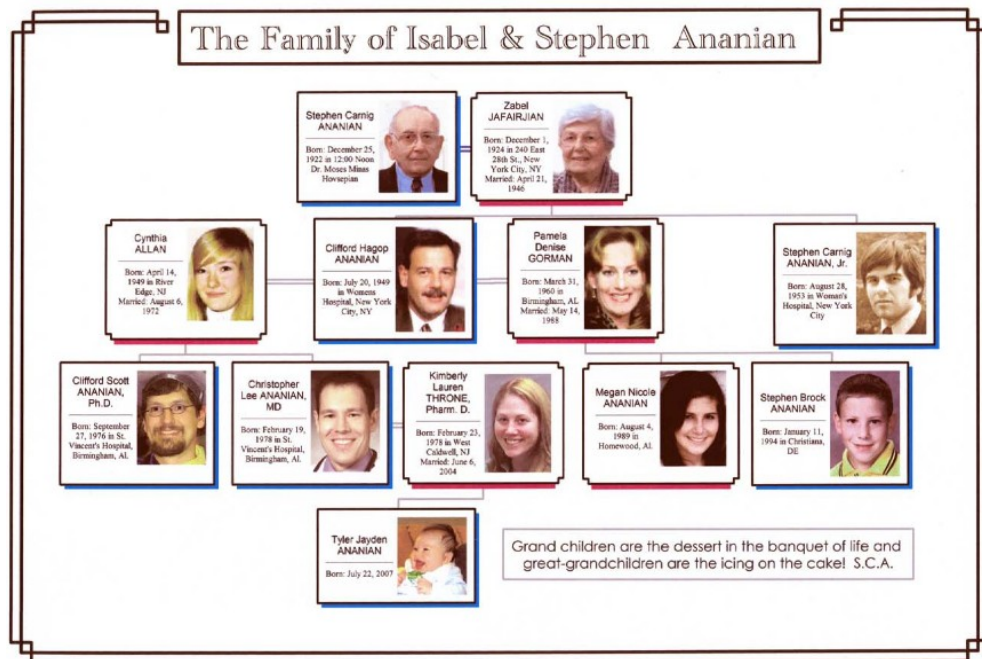 The Family of Isabel & Stephen Ananian
Stephen Carnig
ANANIAN
Born: December 25,
1922 in 12:00 Noon
Dr. Moses Minas
Hovsepian
Zabel
JAFAIRJIAN
Born: December 1,
1924 in 240 East
28th St., New
York City, NY
Married: April 21,
1946
Cynthia
ALLAN
Born: April 14,
1949 in River
Edge, NJ
Married: August 6,
1972
Clifford Hagop
ANANIAN
Born: July 20, 1949
in Womens
Hospital, New York
City, NY
Pamela
Denise
GORMAN
Born: March 31,
1960 in
Birmingham, AL
Married: May 14,
1988
Stephen Carnig
ANANIAN, Jr.
Born: August 28,
1953 in Woman's
Hospital, New York
City
Clifford Scott
ANANIAN,
Ph.D.
Born: September
27, 1976 in St.
Vincent's Hospital,
Birmingham, AL
Christopher
Lee ANANIAN,
MD
Born: February 19,
1978 in St.
Vincent's Hospital,
Birmingham, AL
Kimberly
Lauren
THRONE,
Pharm. D.
Born: February 23,
1978 in West
Caldwell, NJ
Married: June 6,
2004
Megan Nicole
ANANIAN
Born: August 4,
1989 in
Homewood, AL
Stephen Brock
ANANIAN
Born: January 11,
1994 in Christiana,
DE
Tyler Jayden
ANANIAN
Born: July 22, 2007
Grand children are the dessert in the banquet of life and
great-grandchildren are the icing on the cake! S.C.A.